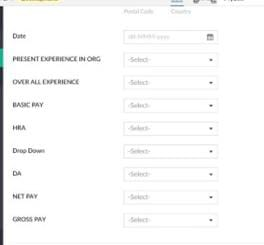 Postal Code Country
Date dd-MMM-yyyy
PRESENT EXPERIENCE IN ORG -Select-
OVER ALL EXPERIENCE -Select-
BASIC PAY -Select-
HRA -Select-
Drop Down -Select-
DA -Select-
NET PAY -Select-
GROSS PAY -Select-